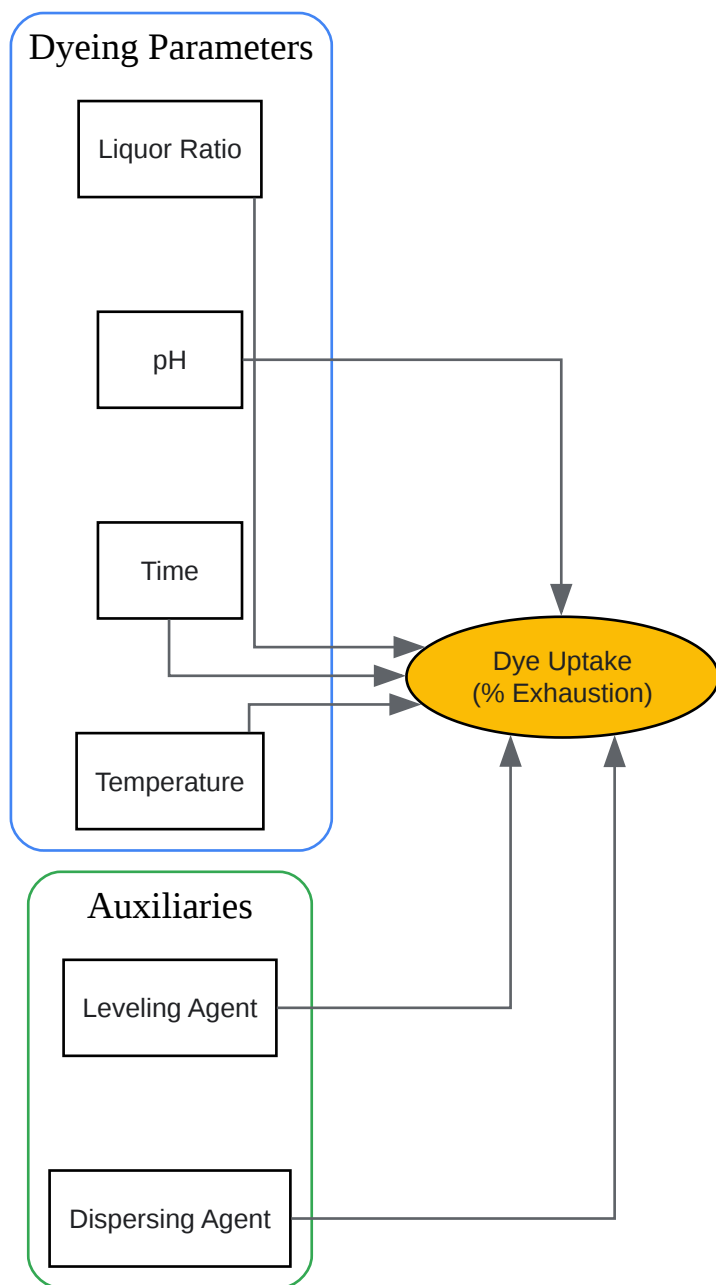 Dyeing Parameters
Liquor Ratio
pH
Time
Dye Uptake
(% Exhaustion)
Temperature
Auxiliaries
Leveling Agent
Dispersing Agent